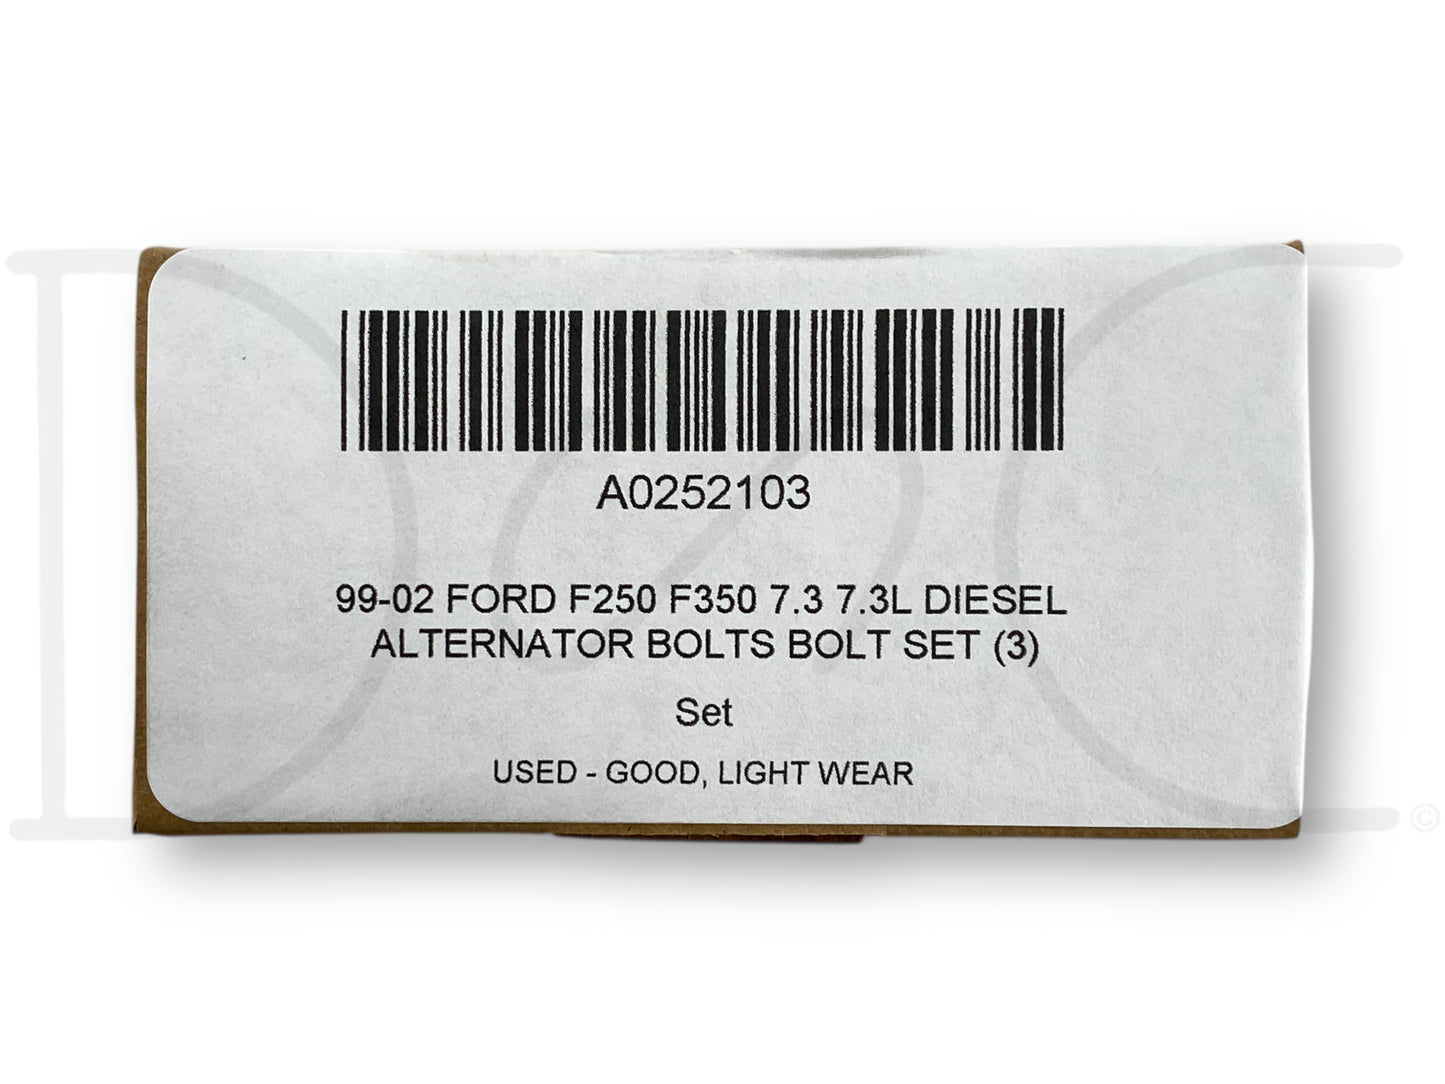 A0252103
99-02 FORD F250 F350 7.3 7.3L DIESEL
ALTERNATOR BOLTS BOLT SET (3)
Set
USED - GOOD, LIGHT WEAR
©